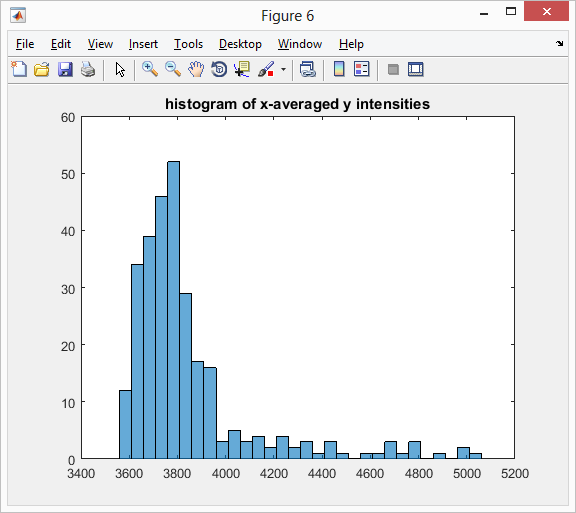 Figure 6
File Edit View Insert Tools Desktop Window Help
histogram of x-averaged y intensities
60
50
40
30
20
10
0
3400 3600 3800 4000 4200 4400 4600 4800 5000 5200